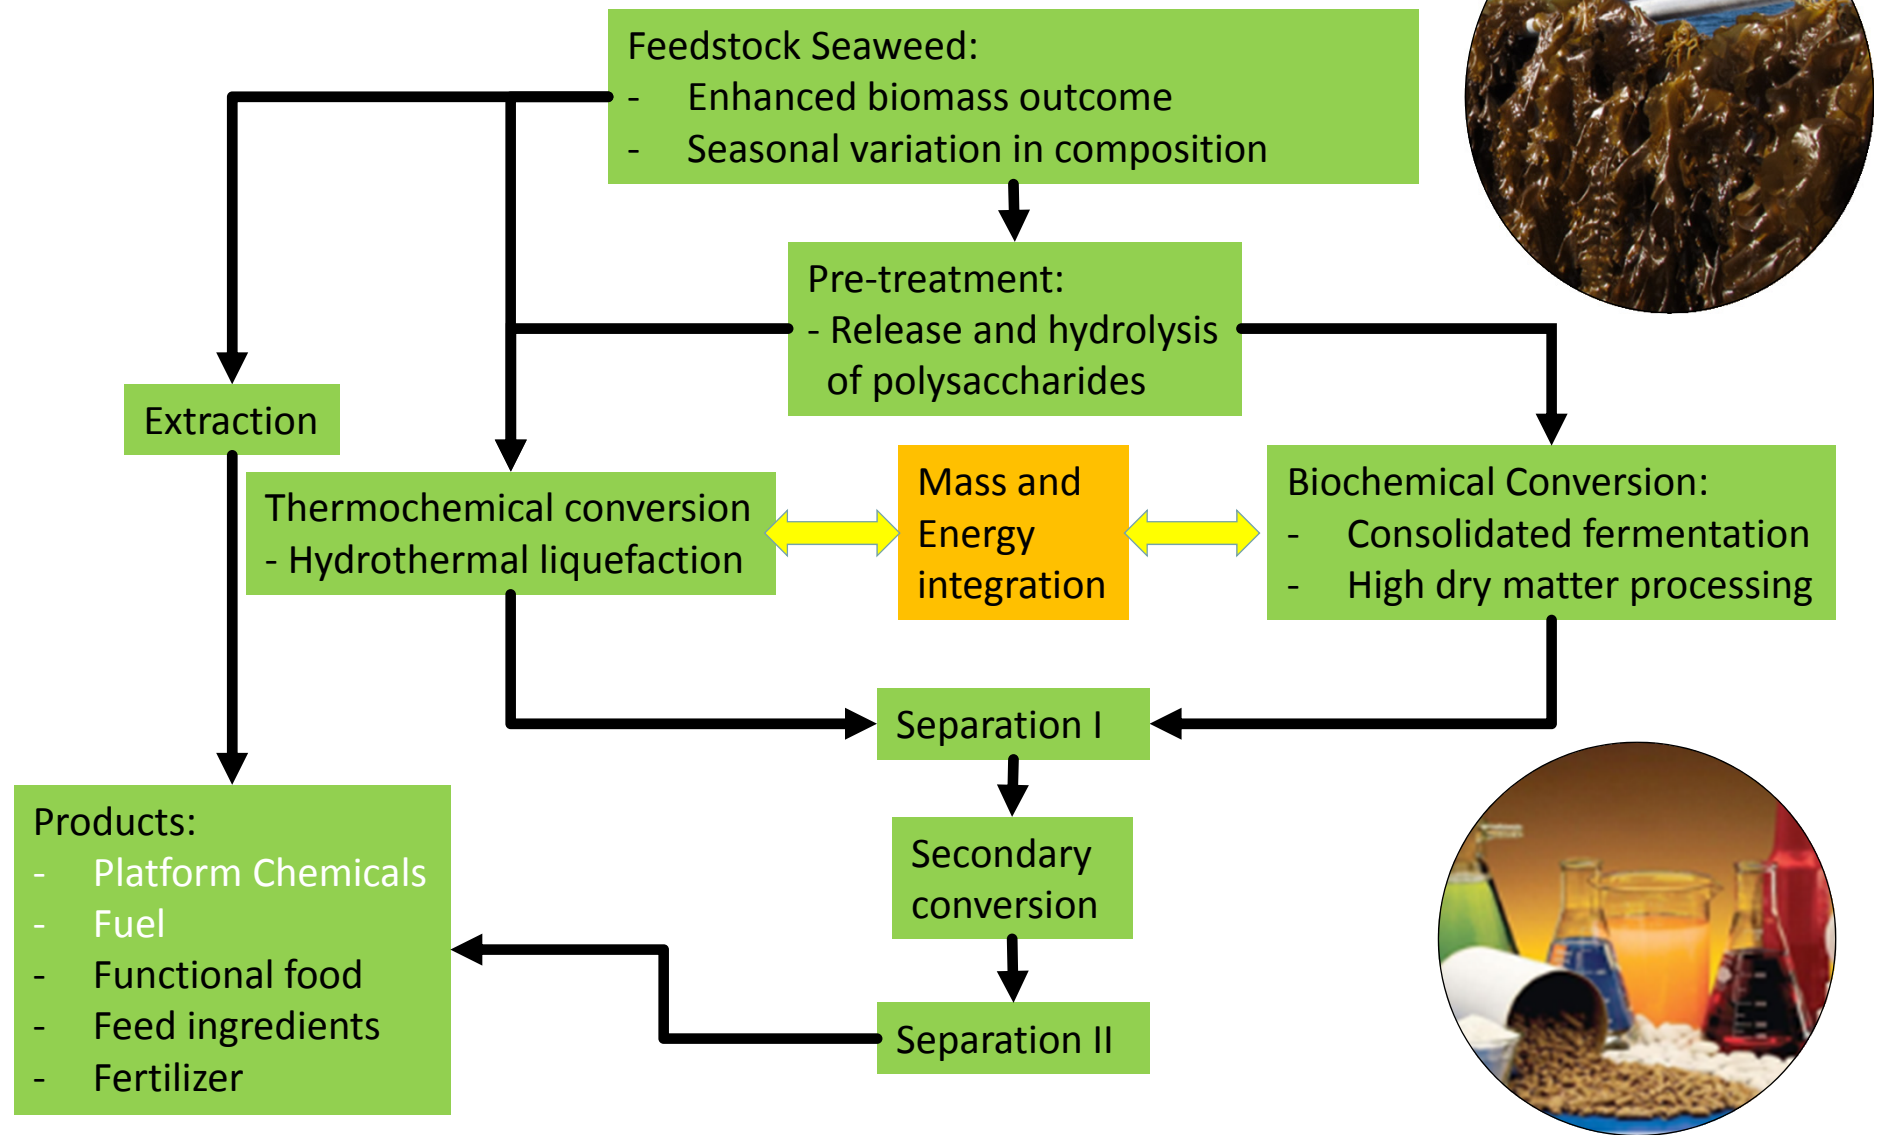 Feedstock Seaweed:
- Enhanced biomass outcome
- Seasonal variation in composition
Pre-treatment:
- Release and hydrolysis
of polysaccharides
Extraction
Thermochemical conversion
- Hydrothermal liquefaction
Mass and
Energy
integration
Biochemical Conversion:
- Consolidated fermentation
- High dry matter processing
Separation I
Products:
- Platform Chemicals
- Fuel
- Functional food
- Feed ingredients
- Fertilizer
Secondary
conversion
Separation II